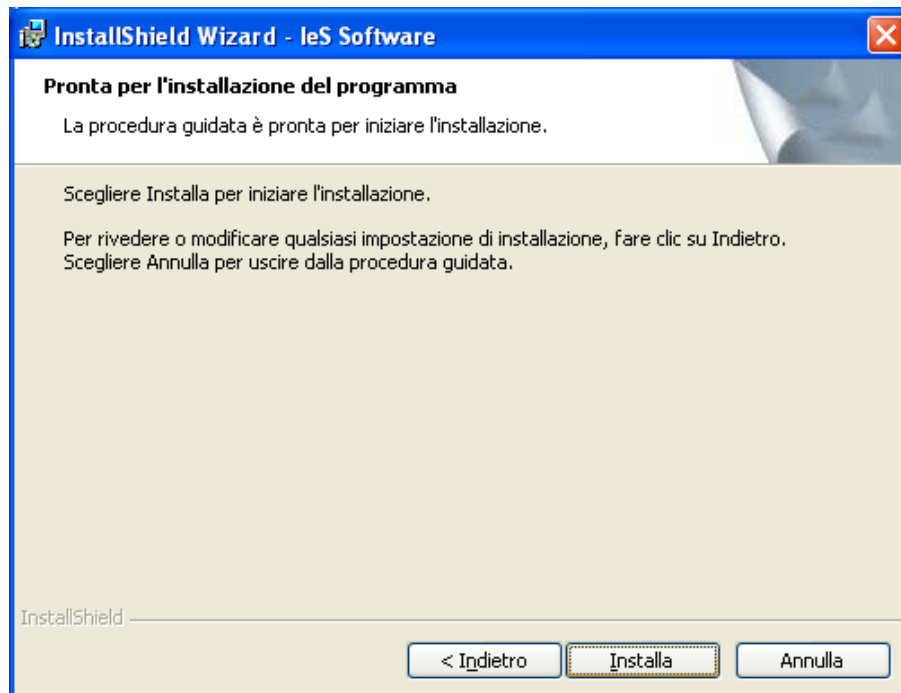 InstallShield Wizard - IeS Software
Pronta per l'installazione del programma
La procedura guidata è pronta per iniziare l'installazione.
Scegliere Installa per iniziare l'installazione.
Per rivedere o modificare qualsiasi impostazione di installazione, fare clic su Indietro.
Scegliere Annulla per uscire dalla procedura guidata.
InstallShield
< Indietro
Installa
Annulla